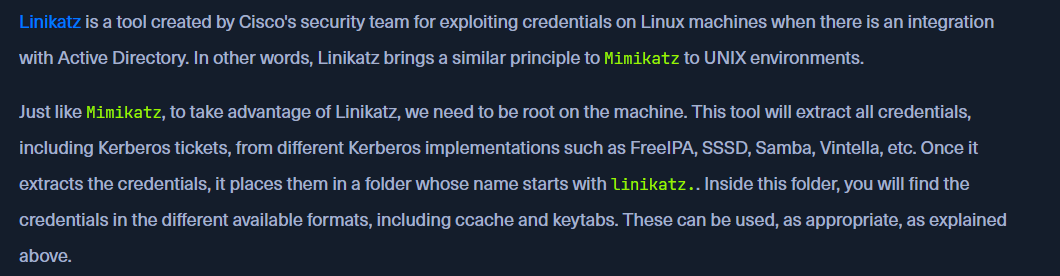 Linikatz is a tool created by Cisco's security team for exploiting credentials on Linux machines when there is an integration
with Active Directory. In other words, Linikatz brings a similar principle to Mimikatz to UNIX environments.
Just like Mimikatz, to take advantage of Linikatz, we need to be root on the machine. This tool will extract all credentials,
including Kerberos tickets, from different Kerberos implementations such as FreeIPA, SSSD, Samba, Vintella, etc. Once it
extracts the credentials, it places them in a folder whose name starts with linikatz.. Inside this folder, you will find the
credentials in the different available formats, including ccache and keytabs. These can be used, as appropriate, as explained
above.